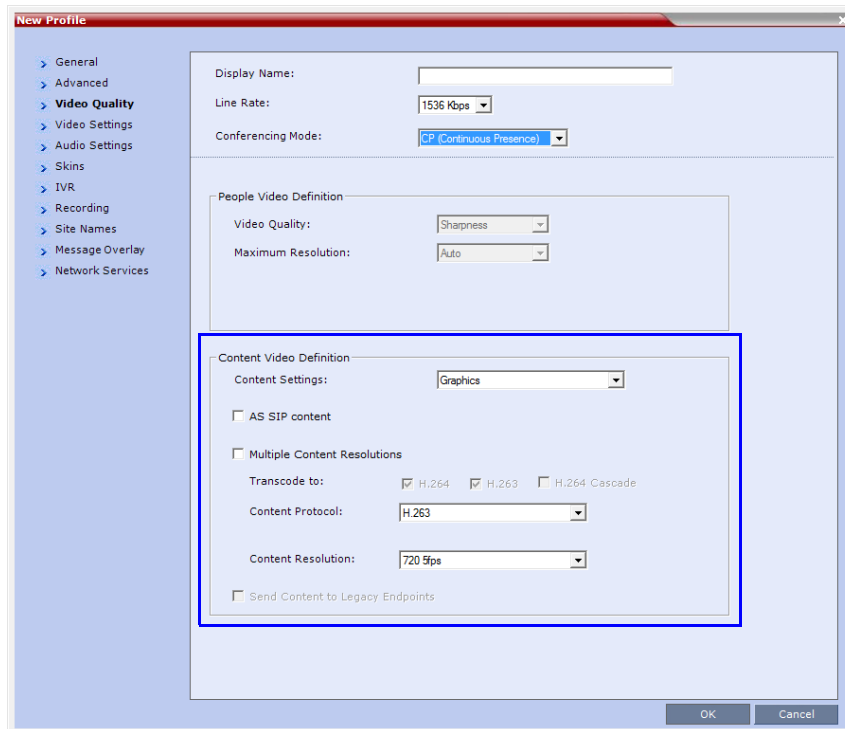 New Profile
General
Advanced
Video Quality
Video Settings
Audio Settings
Skins
IVR
Recording
Site Names
Message Overlay
Network Services
Display Name:
Line Rate: 1536 Kbps
Conferencing Mode: CP (Continuous Presence)
People Video Definition
Video Quality: Sharpness
Maximum Resolution: Auto
Content Video Definition
Content Settings: Graphics
AS SIP content
Multiple Content Resolutions
Transcode to: H.264 H.263 H.264 Cascade
Content Protocol: H.263
Content Resolution: 720 5fps
Send Content to Legacy Endpoints
OK Cancel